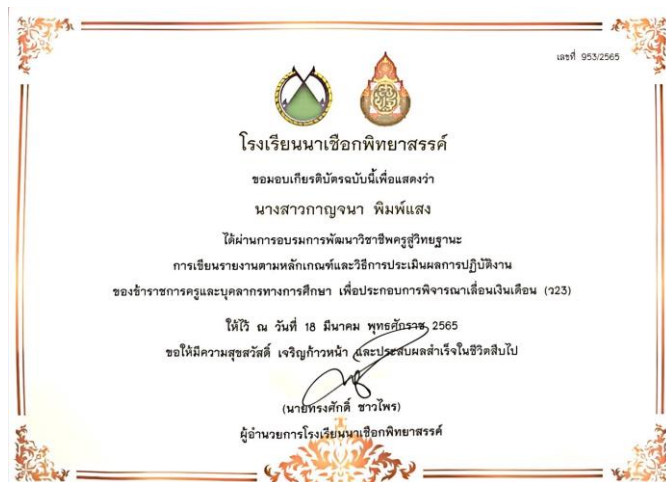 เลขที่ 953/2565
โรงเรียนนาเชือกพิทยาสรรค์
ขอมอบเกียรติบัตรฉบับนี้เพื่อแสดงว่า
นางสาวกาญจนา พิมพ์แสง
ได้ผ่านการอบรมการพัฒนาวิชาชีพครูสู่วิทยฐานะ
การเขียนรายงานตามหลักเกณฑ์และวิธีการประเมินผลการปฏิบัติงาน
ของข้าราชการครูและบุคลากรทางการศึกษา เพื่อประกอบการพิจารณาเลื่อนเงินเดือน (ว23)
ให้ไว้ ณ วันที่ 18 มีนาคม พุทธศักราช 2565
ขอให้มีความสุขสวัสดิ์ เจริญก้าวหน้า และประสบผลสำเร็จในชีวิตสืบไป
(นายทรงศักดิ์ ชาวไพร)
ผู้อำนวยการโรงเรียนนาเชือกพิทยาสรรค์